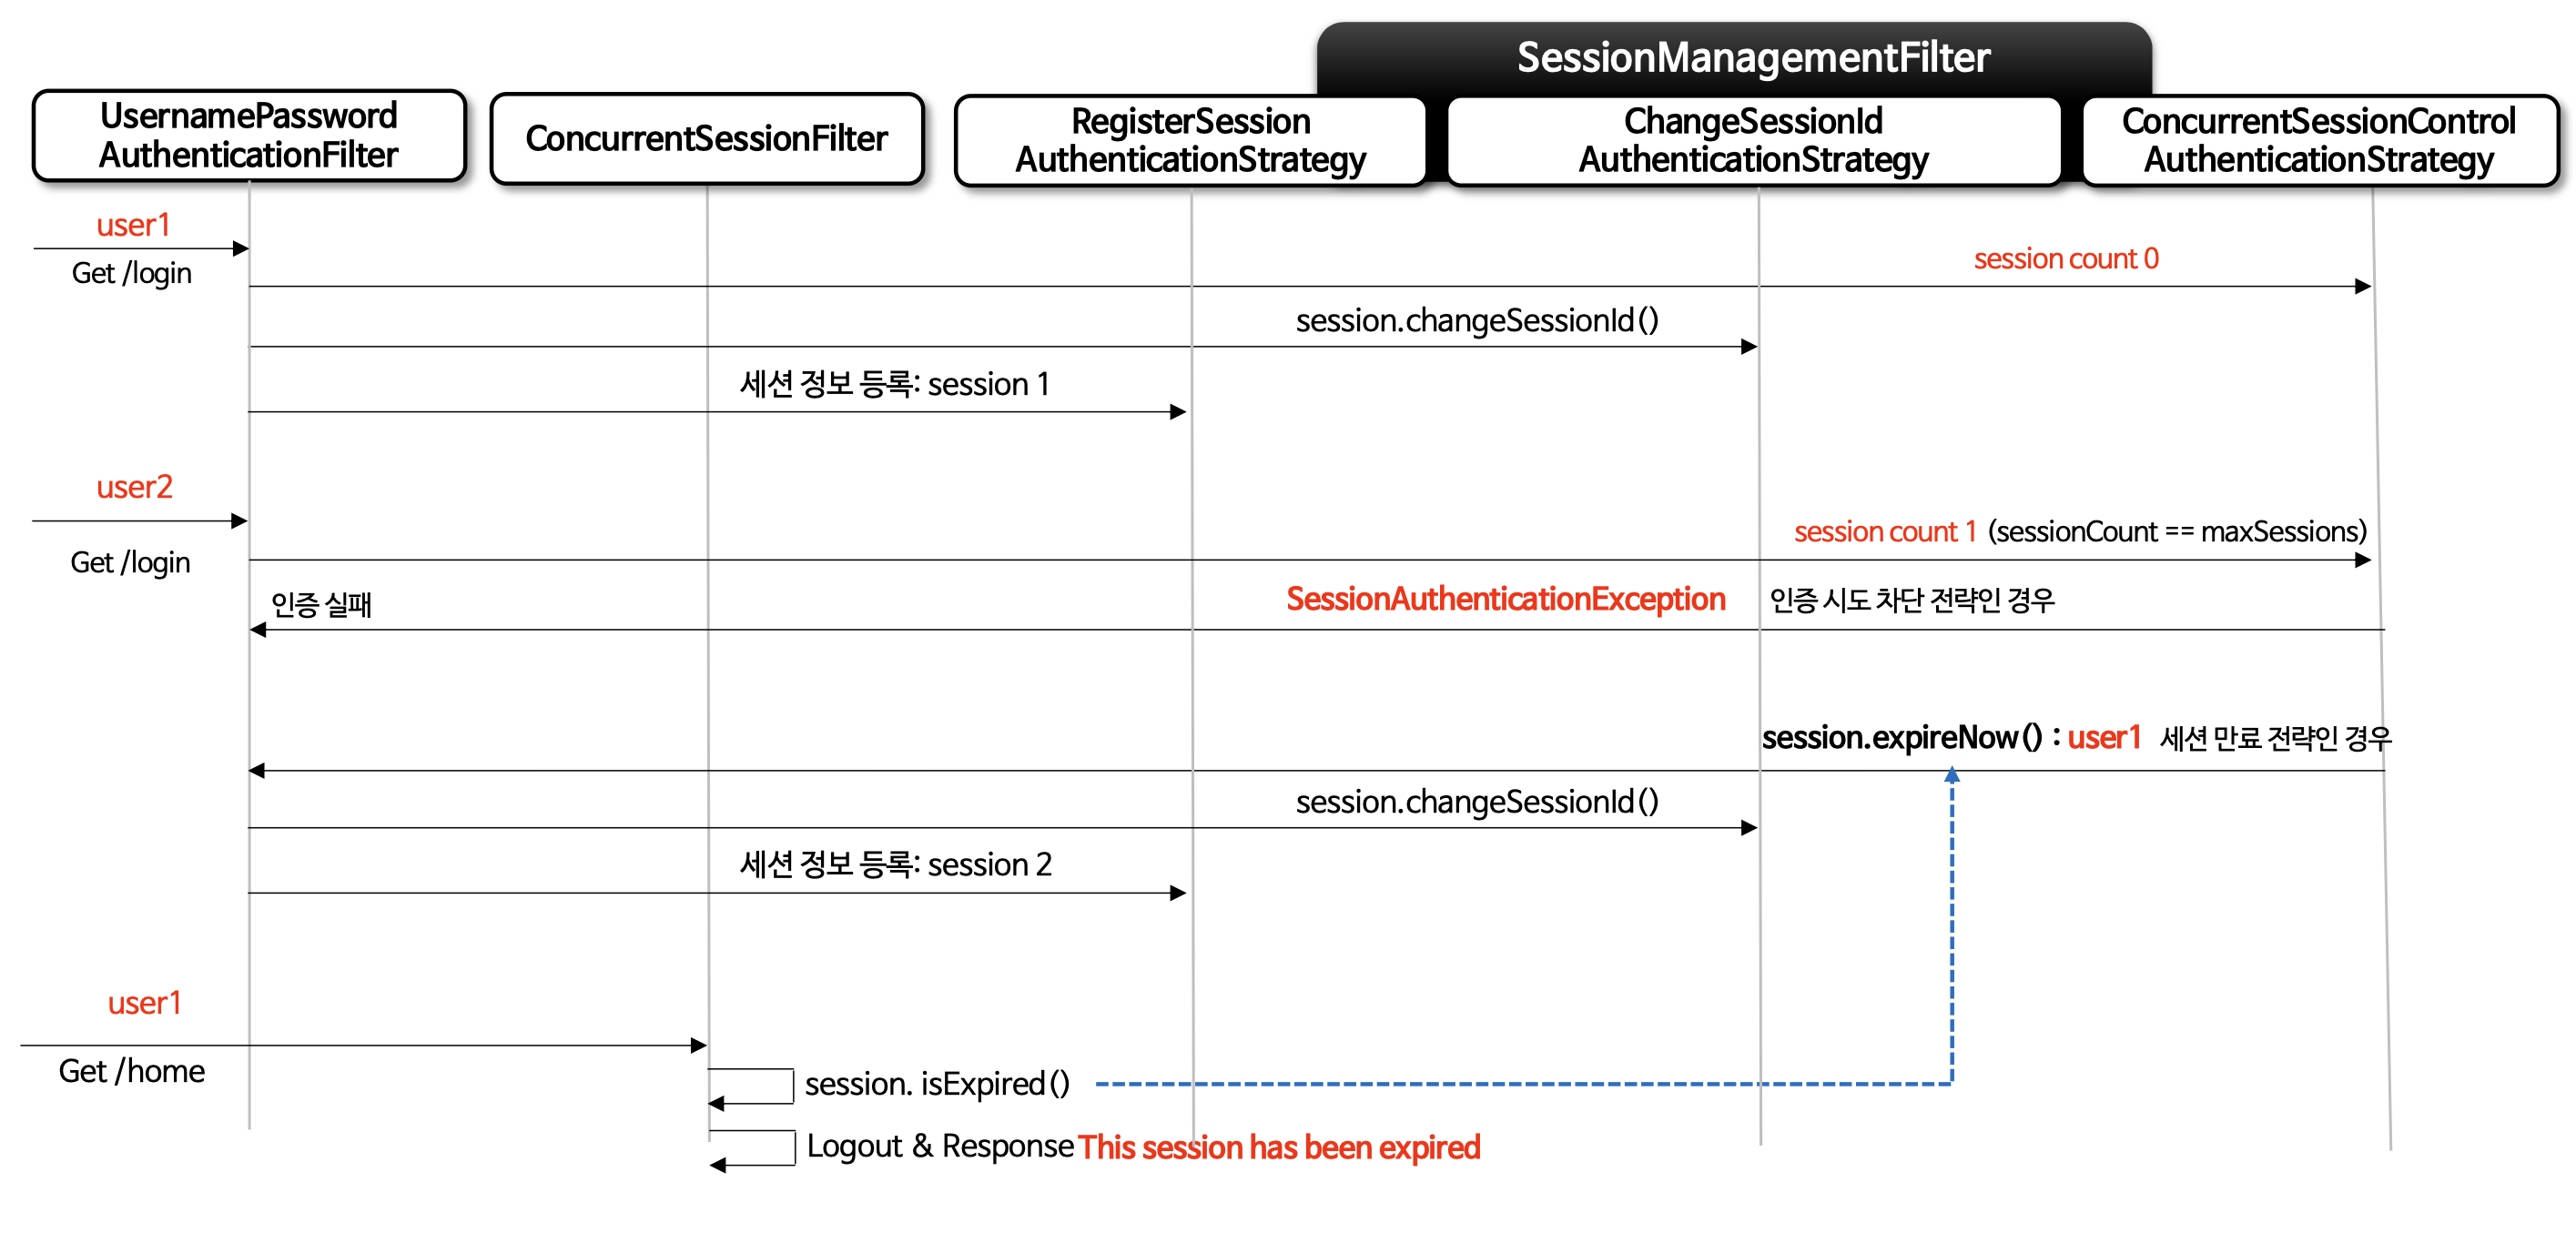 SessionManagementFilter
UsernamePassword
AuthenticationFilter
ConcurrentSessionFilter
RegisterSession
AuthenticationStrategy
ChangeSessionId
AuthenticationStrategy
ConcurrentSessionControl
AuthenticationStrategy
user1
Get /login
session count 0
session.changeSessionId()
세션 정보 등록: session 1
user2
Get /login
session count 1 (sessionCount == maxSessions)
인증 실패
SessionAuthenticationException 인증 시도 차단 전략인 경우
session.expireNow() : user1 세션 만료 전략인 경우
session.changeSessionId()
세션 정보 등록: session 2
user1
Get /home
session. isExpired()
Logout & Response This session has been expired